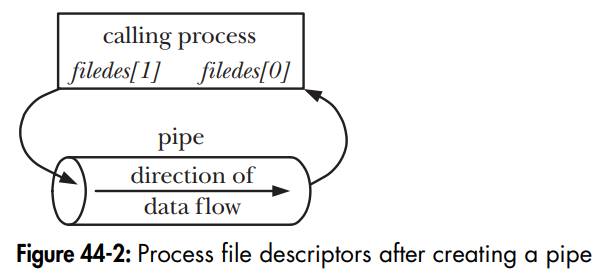 calling process
filedes[1] filedes[0]
pipe
direction of
data flow
Figure 44-2: Process file descriptors after creating a pipe